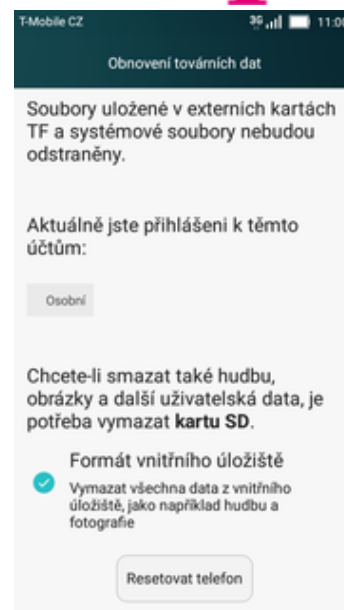 T-Mobile CZ 3G 11:00
Obnovení továrních dat
Soubory uložené v externích kartách
TF a systémové soubory nebudou
odstraněny.
Aktuálně jste přihlášeni k těmto
účtům:
Osobní
Chcete-li smazat také hudbu,
obrázky a další uživatelská data, je
potřeba vymazat kartu SD.
Formát vnitřního úložiště
Vymazat všechna data z vnitřního
úložiště, jako například hudbu a
fotografie
Resetovat telefon